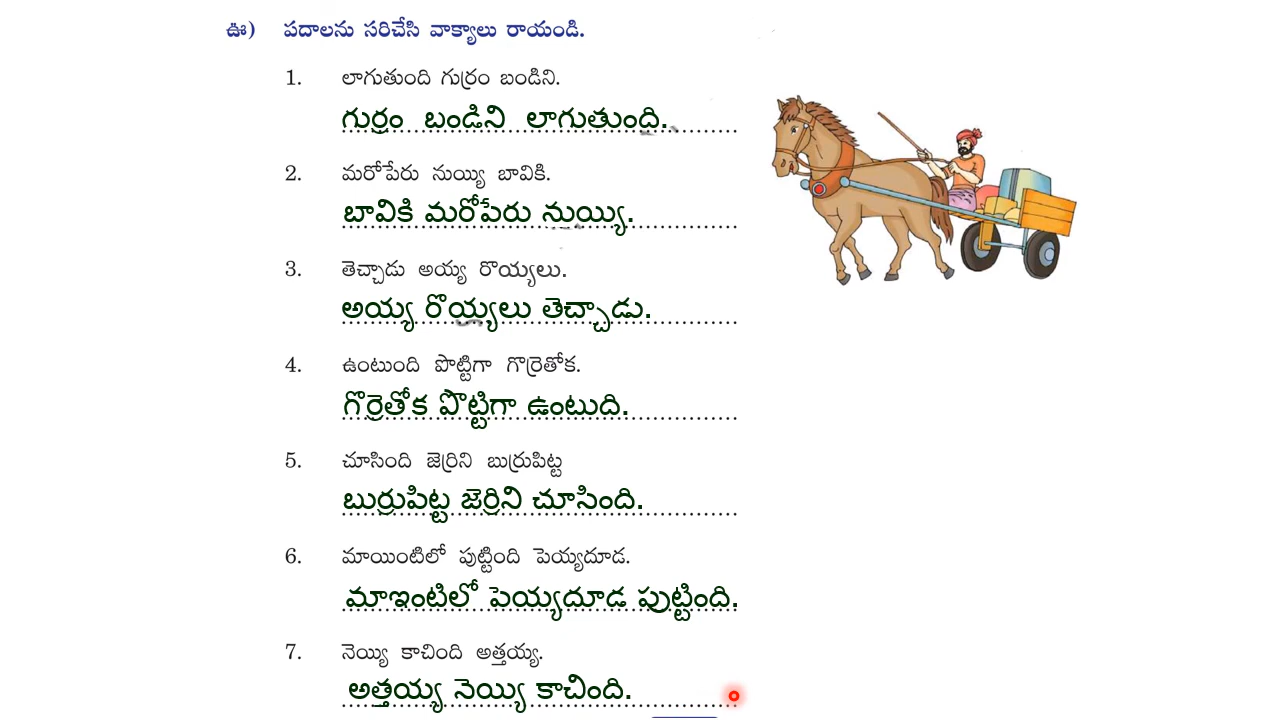 ఊ) పదాలను సరిచేసి వాక్యాలు రాయండి.
1. లాగుతుంది గుర్రం బండిని.
గుర్రం బండిని లాగుతుంది.
2. మరోపేరు నుయ్యి బావికి.
బావికి మరోపేరు నుయ్యి.
3. తెచ్చాడు అయ్య రొయ్యలు.
అయ్య రొయ్యలు తెచ్చాడు.
4. ఉంటుంది పొట్టిగా గొర్రెతోక.
గొర్రెతోక పొట్టిగా ఉంటుది.
5. చూసింది జెర్రిని బుర్రుపిట్ట
బుర్రుపిట్ట జెర్రిని చూసింది.
6. మాయింటిలో పుట్టింది పెయ్యదూడ.
మాఇంటిలో పెయ్యదూడ పుట్టింది.
7. నెయ్యి కాచింది అత్తయ్య.
అత్తయ్య నెయ్యి కాచింది.